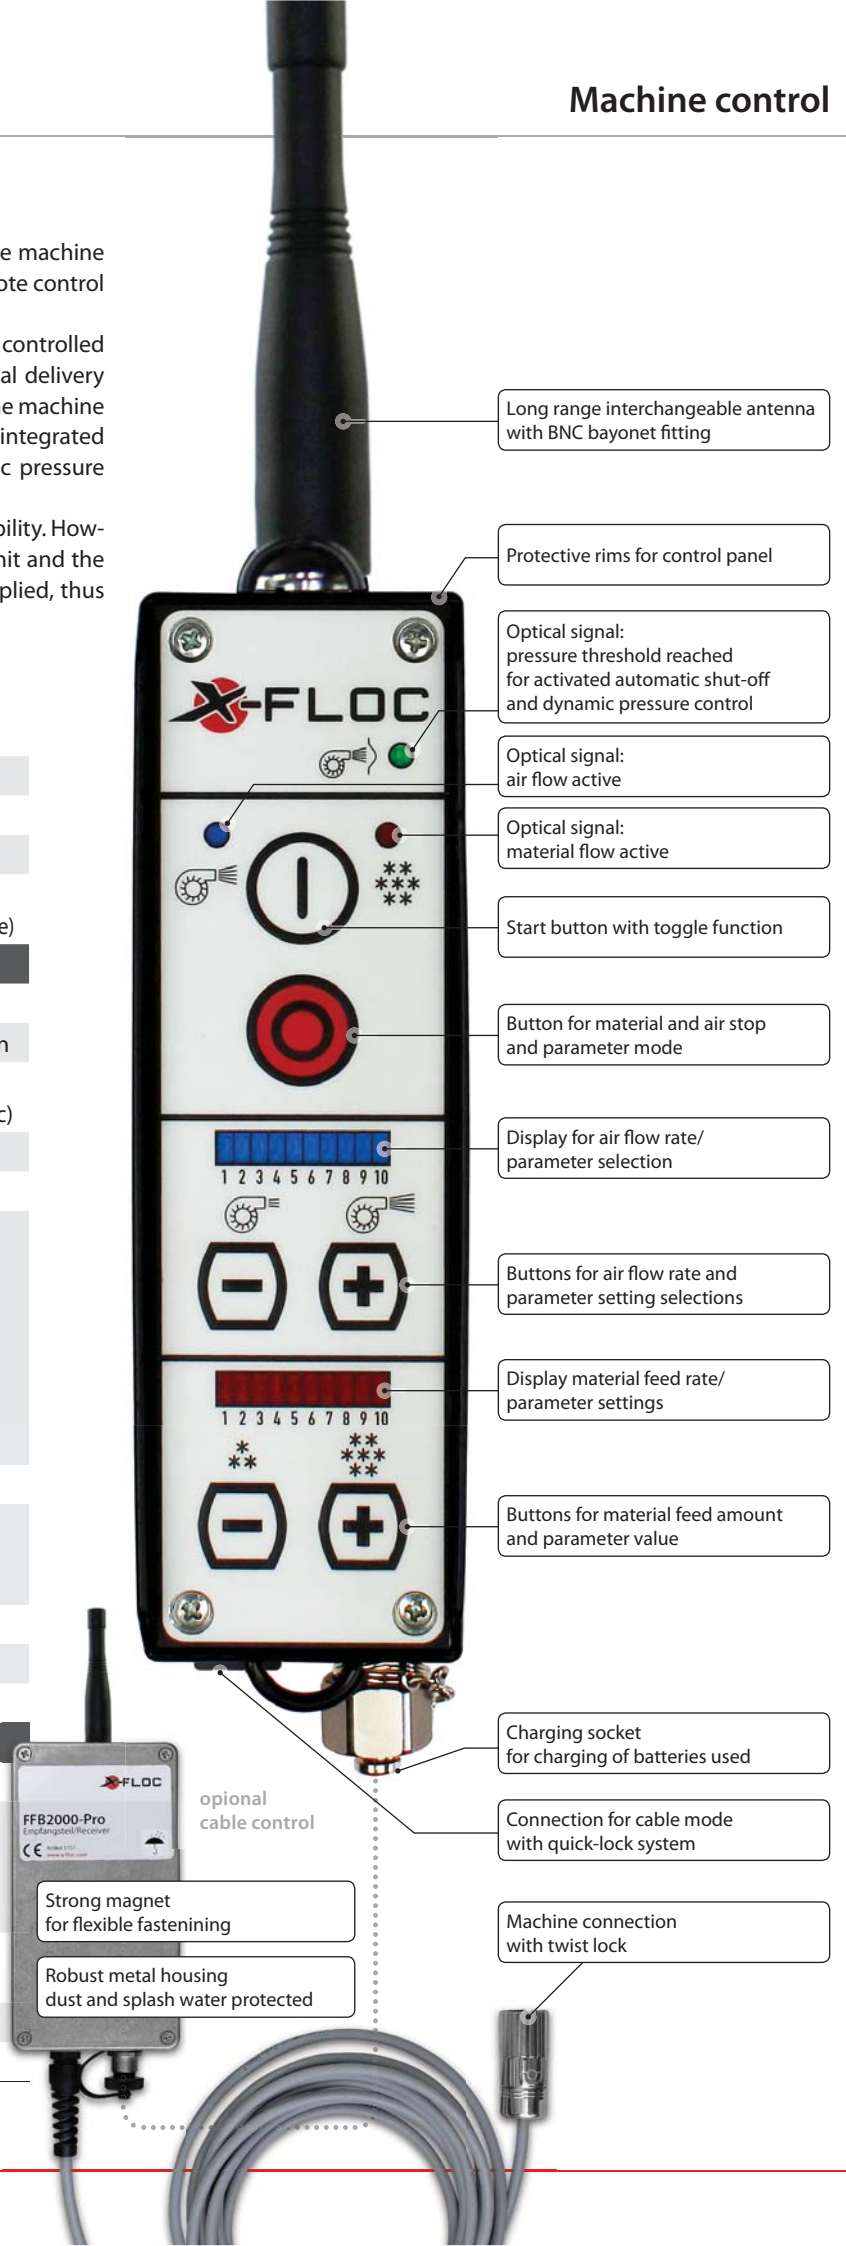 Machine control
e machine
ote control
controlled
al delivery
ne machine
integrated
c pressure
bility. How-
nit and the
plied, thus
e)
n
c)
Long range interchangeable antenna
with BNC bayonet fitting
Protective rims for control panel
Optical signal:
pressure threshold reached
for activated automatic shut-off
and dynamic pressure control
Optical signal:
air flow active
Optical signal:
material flow active
Start button with toggle function
Button for material and air stop
and parameter mode
Display for air flow rate/
parameter selection
Buttons for air flow rate and
parameter setting selections
Display material feed rate/
parameter settings
Buttons for material feed amount
and parameter value
Charging socket
for charging of batteries used
Connection for cable mode
with quick-lock system
Machine connection
with twist lock
X-FLOC
1 2 3 4 5 6 7 8 9 10
1 2 3 4 5 6 7 8 9 10
opional
cable control
X-FLOC
FFB2000-Pro
Empfangsteil/Receiver
CE
www.x-floc.com
Strong magnet
for flexible fastenining
Robust metal housing
dust and splash water protected